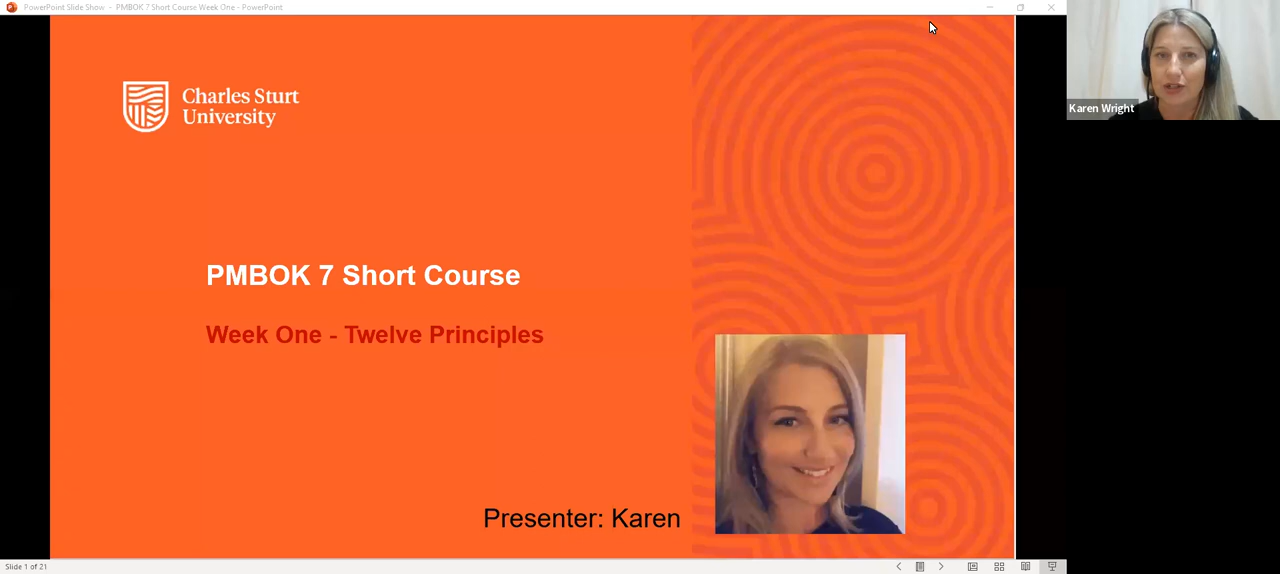 PowerPoint Slide Show - PMBOK 7 Short Course Week One - PowerPoint
Charles Sturt
University
Karen Wright
PMBOK 7 Short Course
Week One - Twelve Principles
Presenter: Karen
Slide 1 of 21